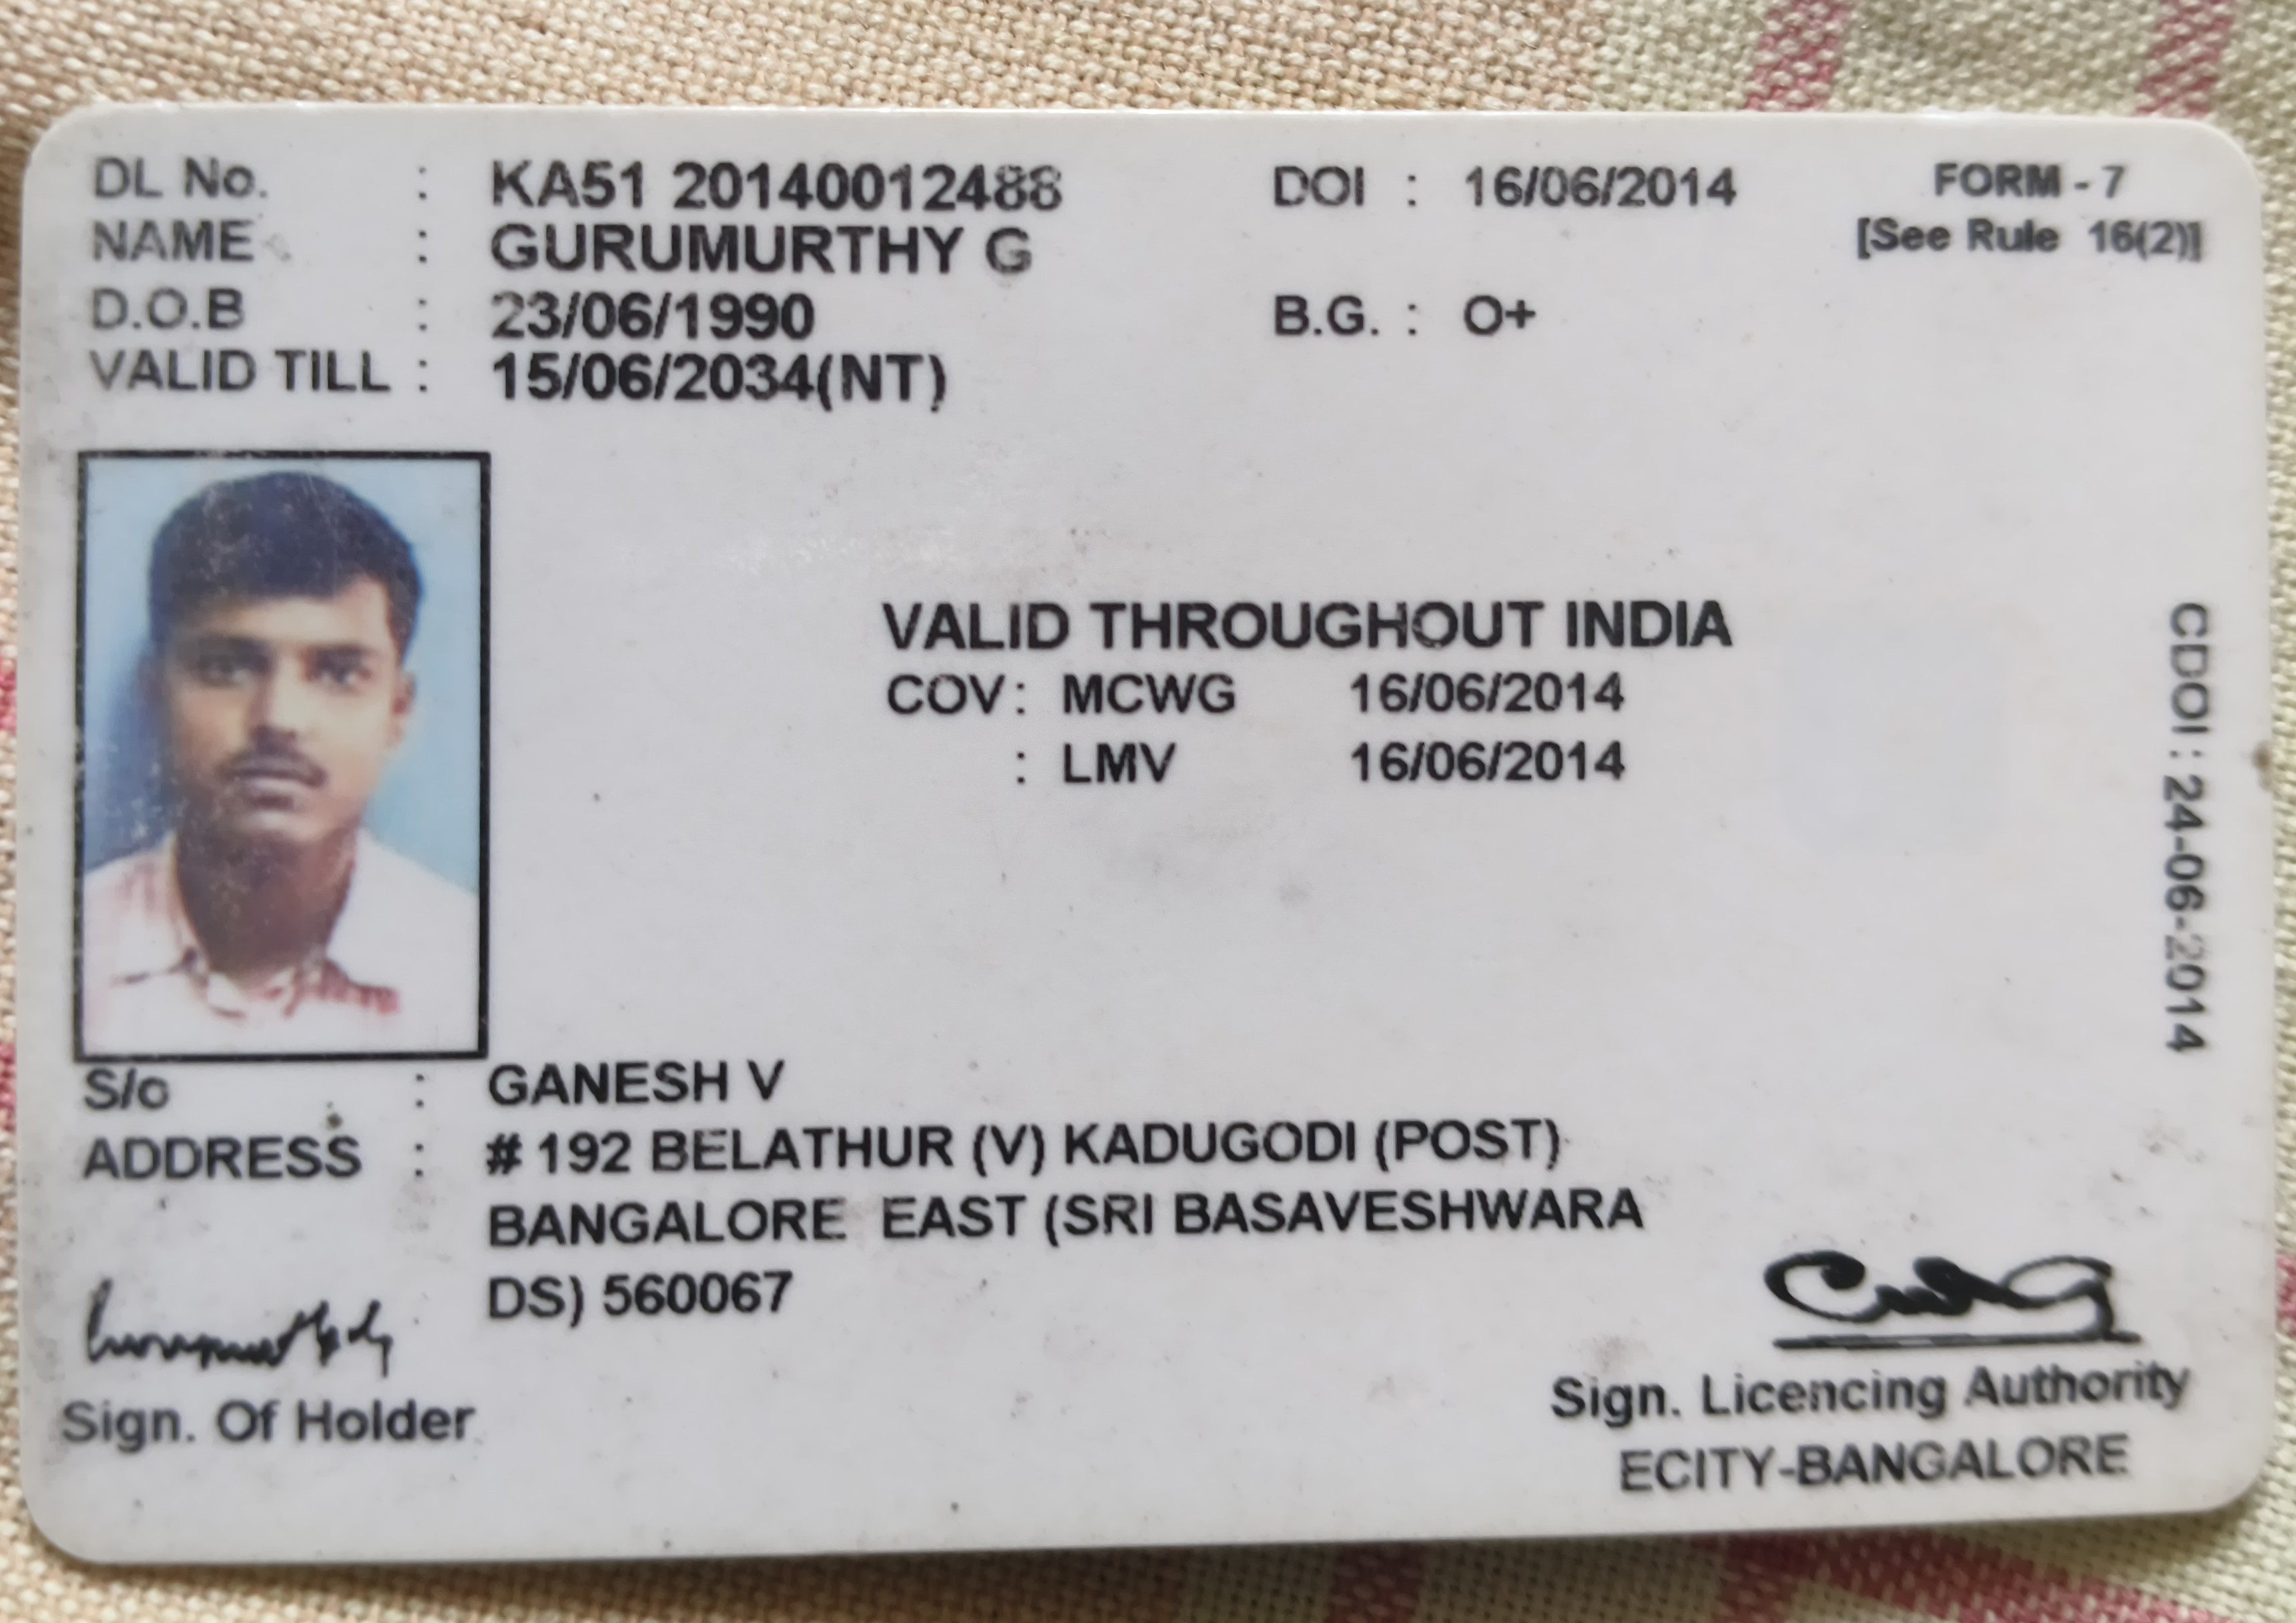 DL No. : KA51 20140012488 DOI : 16/06/2014 FORM - 7
NAME : GURUMURTHY G [See Rule 16(2)]
D.O.B : 23/06/1990 B.G. : O+
VALID TILL : 15/06/2034(NT)
VALID THROUGHOUT INDIA
COV : MCWG 16/06/2014
: LMV 16/06/2014
CDOI : 24-06-2014
S/o : GANESH V
ADDRESS : # 192 BELATHUR (V) KADUGODI (POST)
BANGALORE EAST (SRI BASAVESHWARA
DS) 560067
Sign. Of Holder
Sign. Licencing Authority
ECITY-BANGALORE